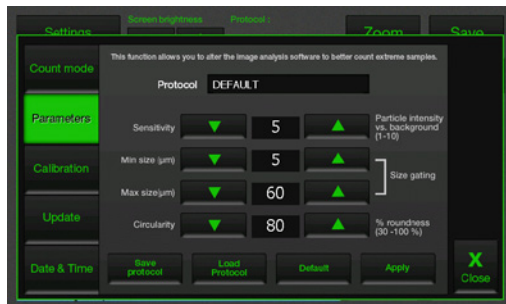 Screen brightness Protocol :
Settings Zoom Save
This function allows you to alter the image analysis software to better count extreme samples.
Count mode
Protocol DEFAULT
Parameters
Sensitivity 5 Particle intensity
vs. background
(1-10)
Min size (µm) 5
Calibration
Size gating
Max size(µm) 60
Update
Circularity 80 % roundness
(30 -100 %)
Date & Time
Save
protocol
Load
Protocol
Default
Apply
X
Close